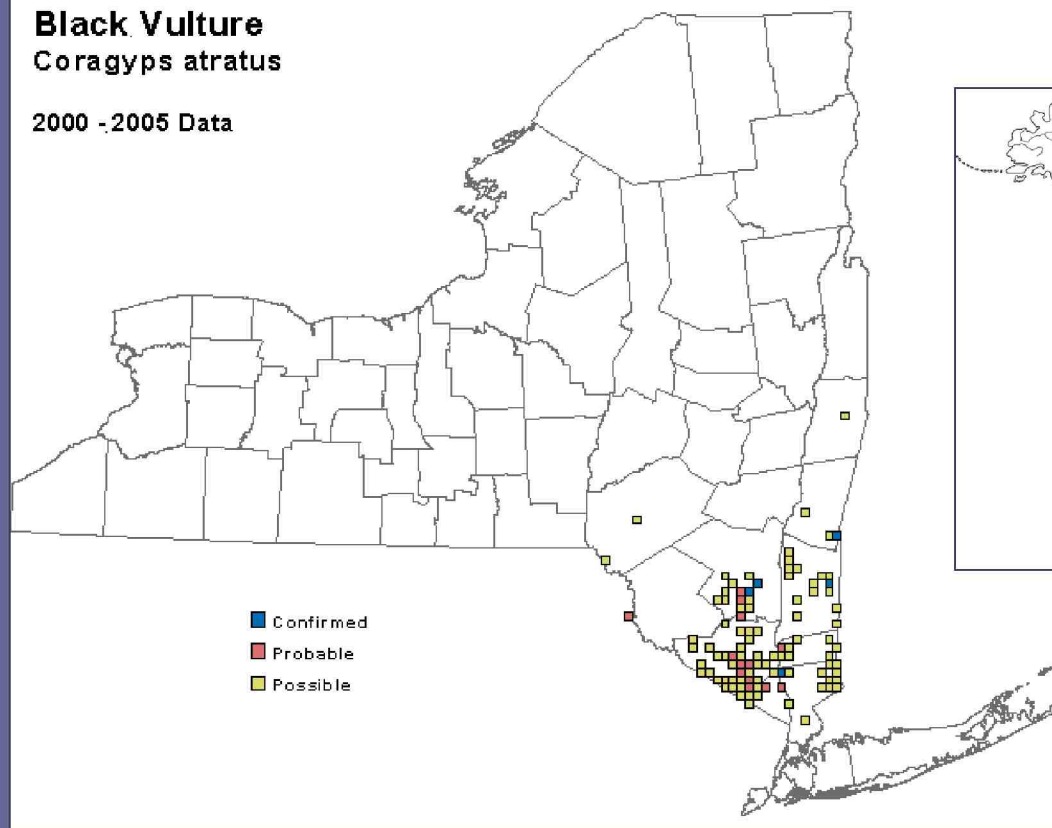 Black Vulture
Coragyps atratus
2000 - 2005 Data
Confirmed
Probable
Possible